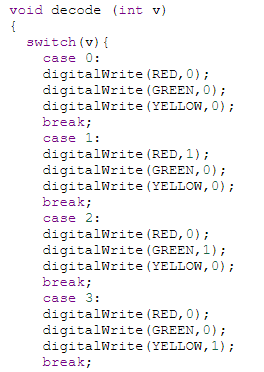 void decode (int v)
{
  switch(v){
    case 0:
    digitalWrite(RED,0);
    digitalWrite(GREEN,0);
    digitalWrite(YELLOW,0);
    break;
    case 1:
    digitalWrite(RED,1);
    digitalWrite(GREEN,0);
    digitalWrite(YELLOW,0);
    break;
    case 2:
    digitalWrite(RED,0);
    digitalWrite(GREEN,1);
    digitalWrite(YELLOW,0);
    break;
    case 3:
    digitalWrite(RED,0);
    digitalWrite(GREEN,0);
    digitalWrite(YELLOW,1);
    break;